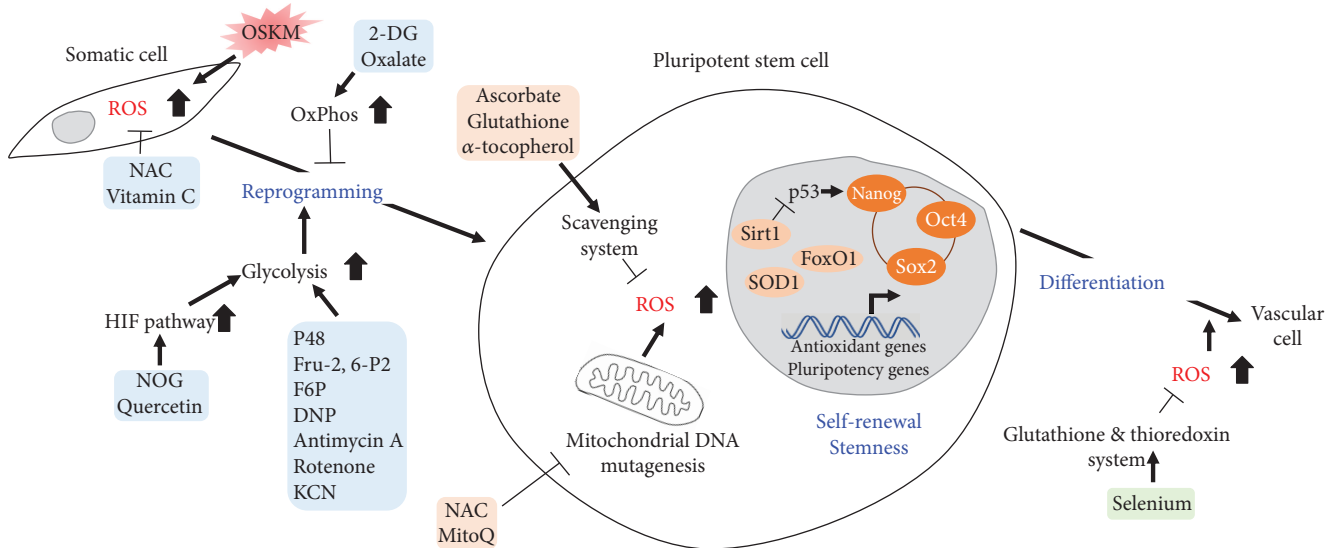 OSKM
Somatic cell
ROS
NAC
Vitamin C
2-DG
Oxalate
OxPhos
Reprogramming
Glycolysis
HIF pathway
NOG
Quercetin
P48
Fru-2, 6-P2
F6P
DNP
Antimycin A
Rotenone
KCN
Pluripotent stem cell
Ascorbate
Glutathione
α-tocopherol
Scavenging
system
ROS
Mitochondrial DNA
mutagenesis
NAC
MitoQ
p53
Nanog
Oct4
Sox2
Sirt1
FoxO1
SOD1
Antioxidant genes
Pluripotency genes
Self-renewal
Stemness
Differentiation
Vascular
cell
ROS
Glutathione & thioredoxin
system
Selenium